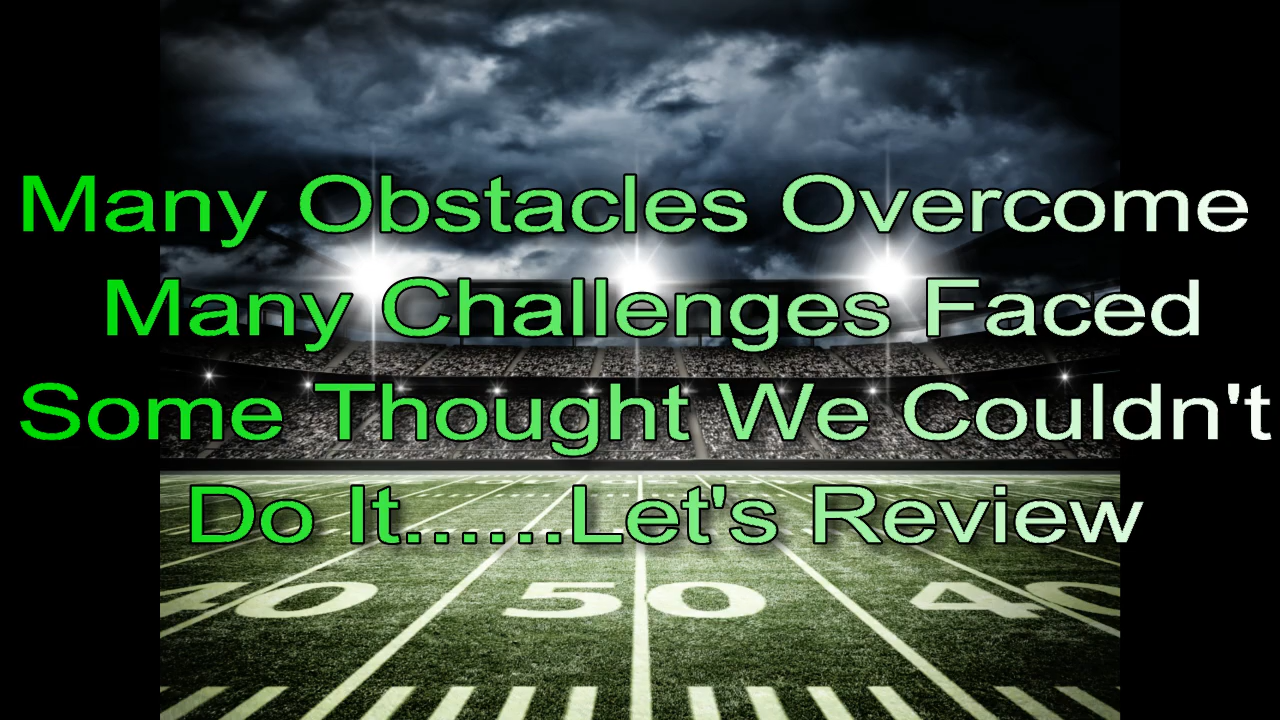 Many Obstacles Overcome
Many Challenges Faced
Some Thought We Couldn't
Do It......Let's Review
40 50 40